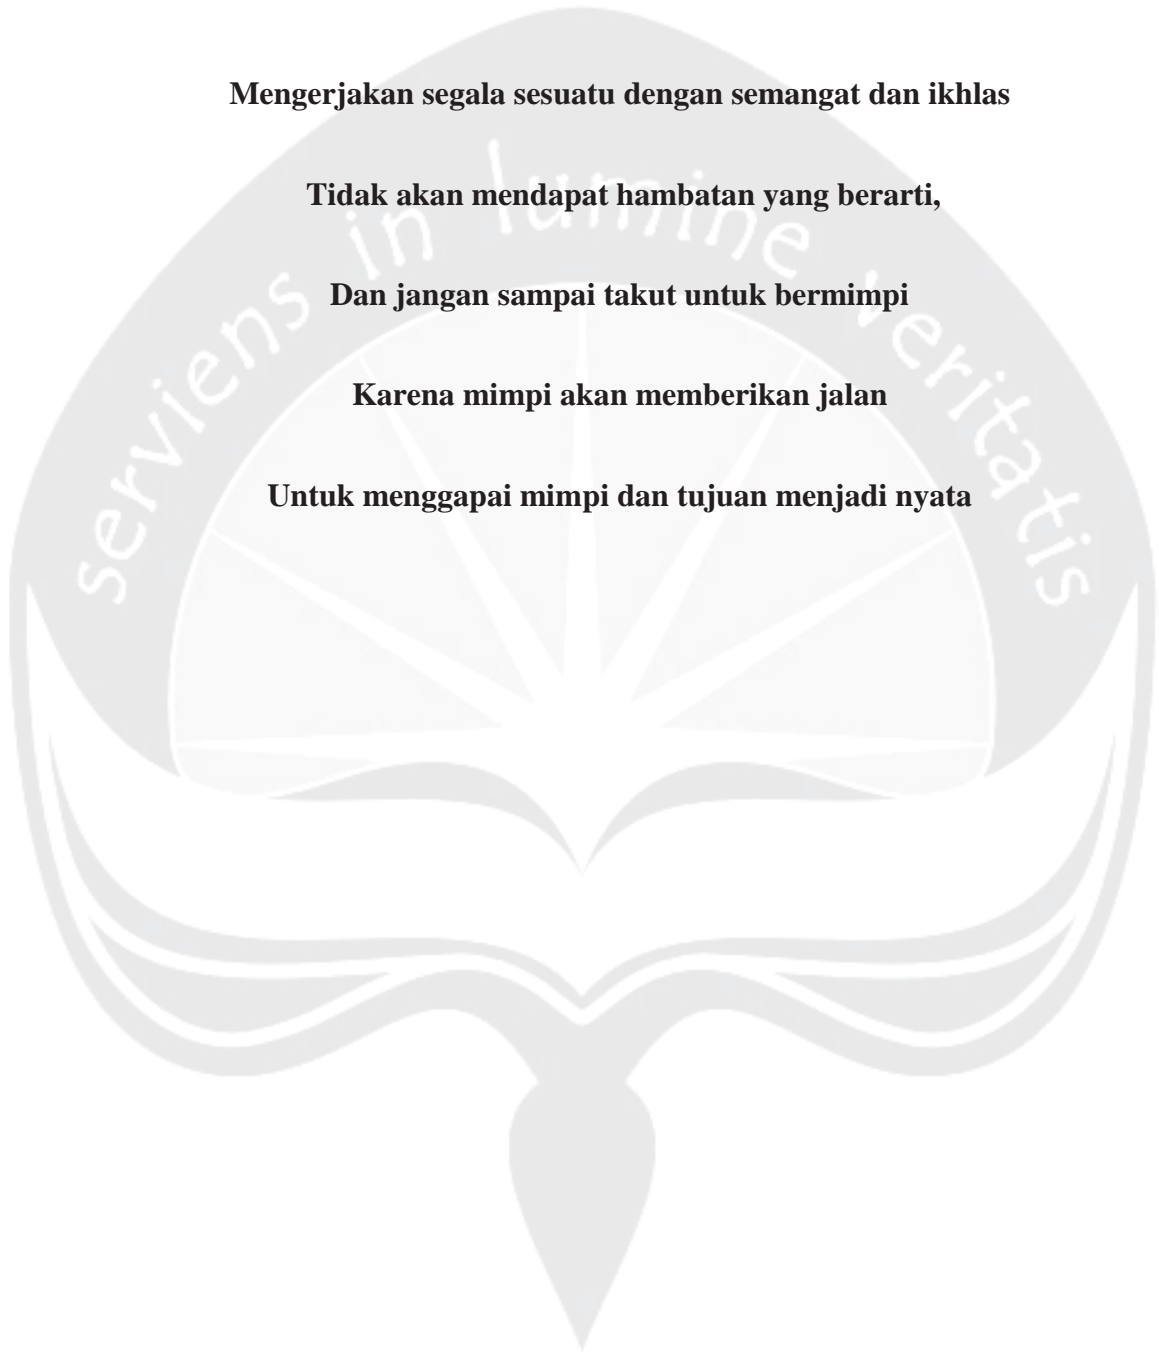 Mengerjakan segala sesuatu dengan semangat dan ikhlas
Tidak akan mendapat hambatan yang berarti,
Dan jangan sampai takut untuk bermimpi
Karena mimpi akan memberikan jalan
Untuk menggapai mimpi dan tujuan menjadi nyata
serviens in lumine veritatis